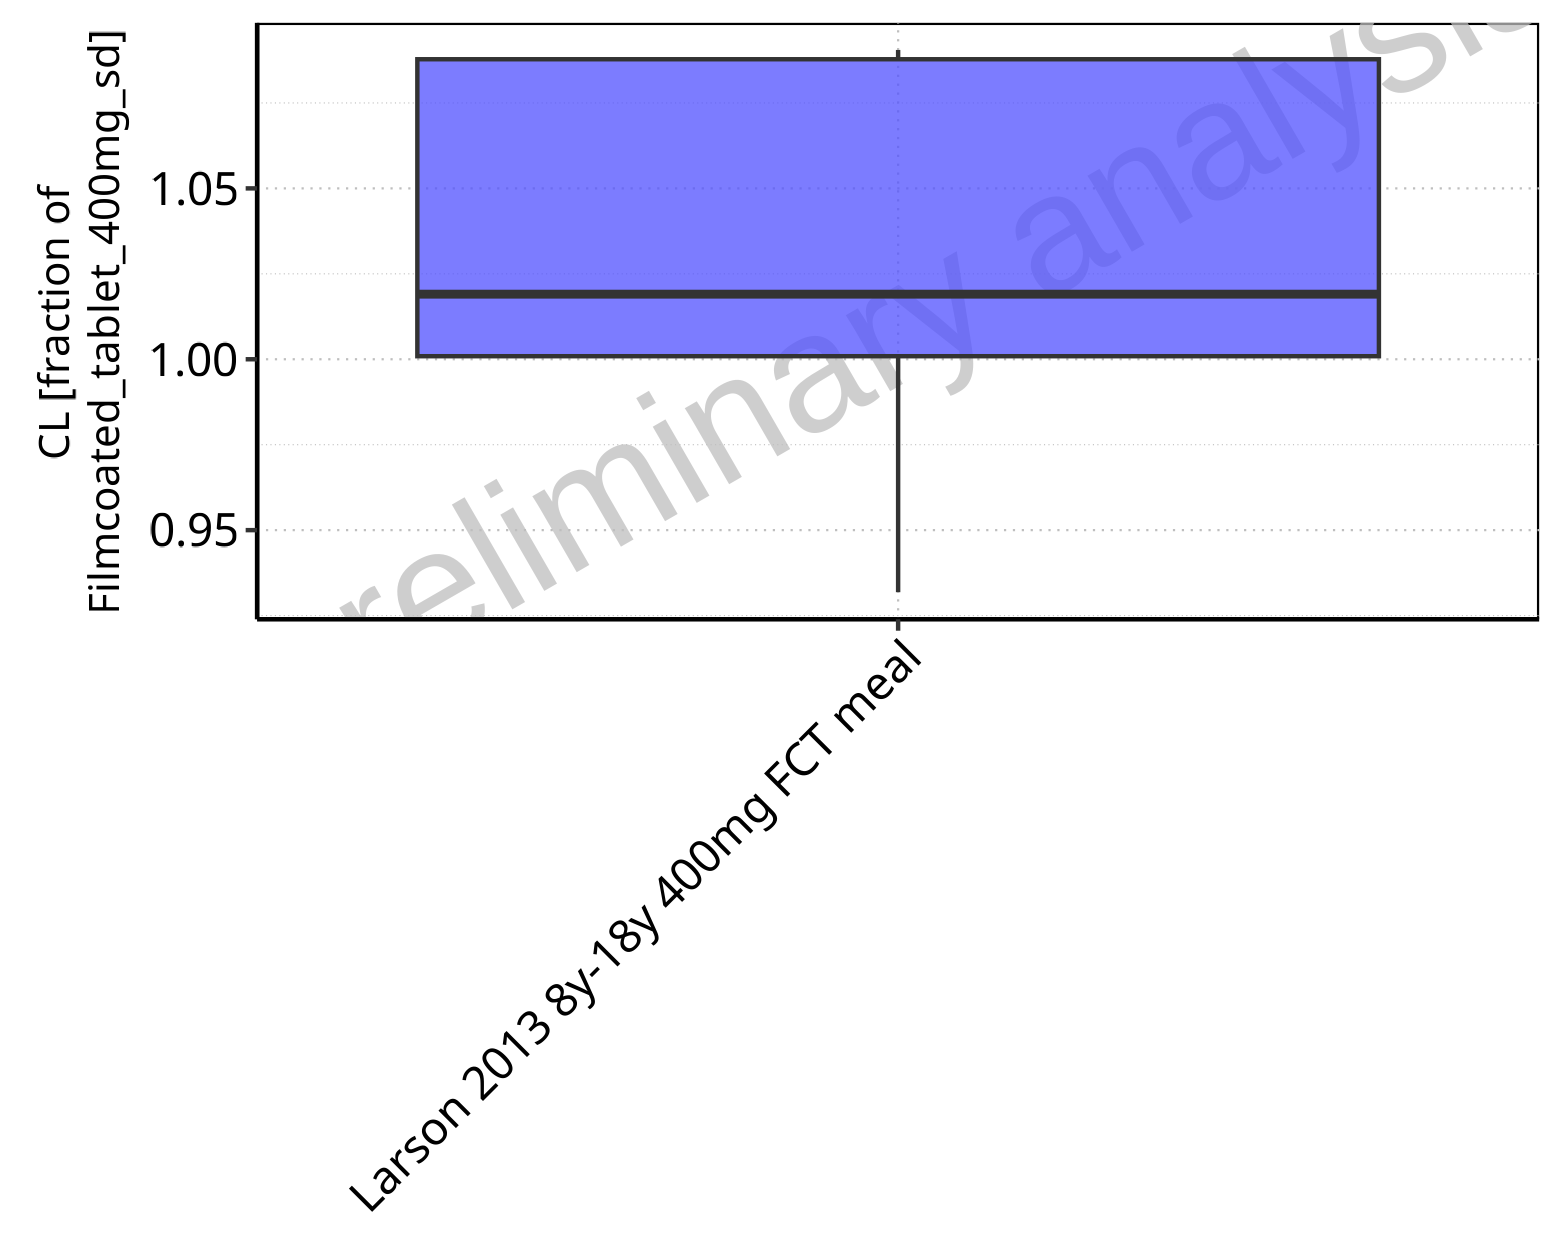 CL [fraction of
Filmcoated_tablet_400mg_sd]
1.05
1.00
0.95
reliminary analysis
Larson 2013 8y-18y 400mg FCT meal